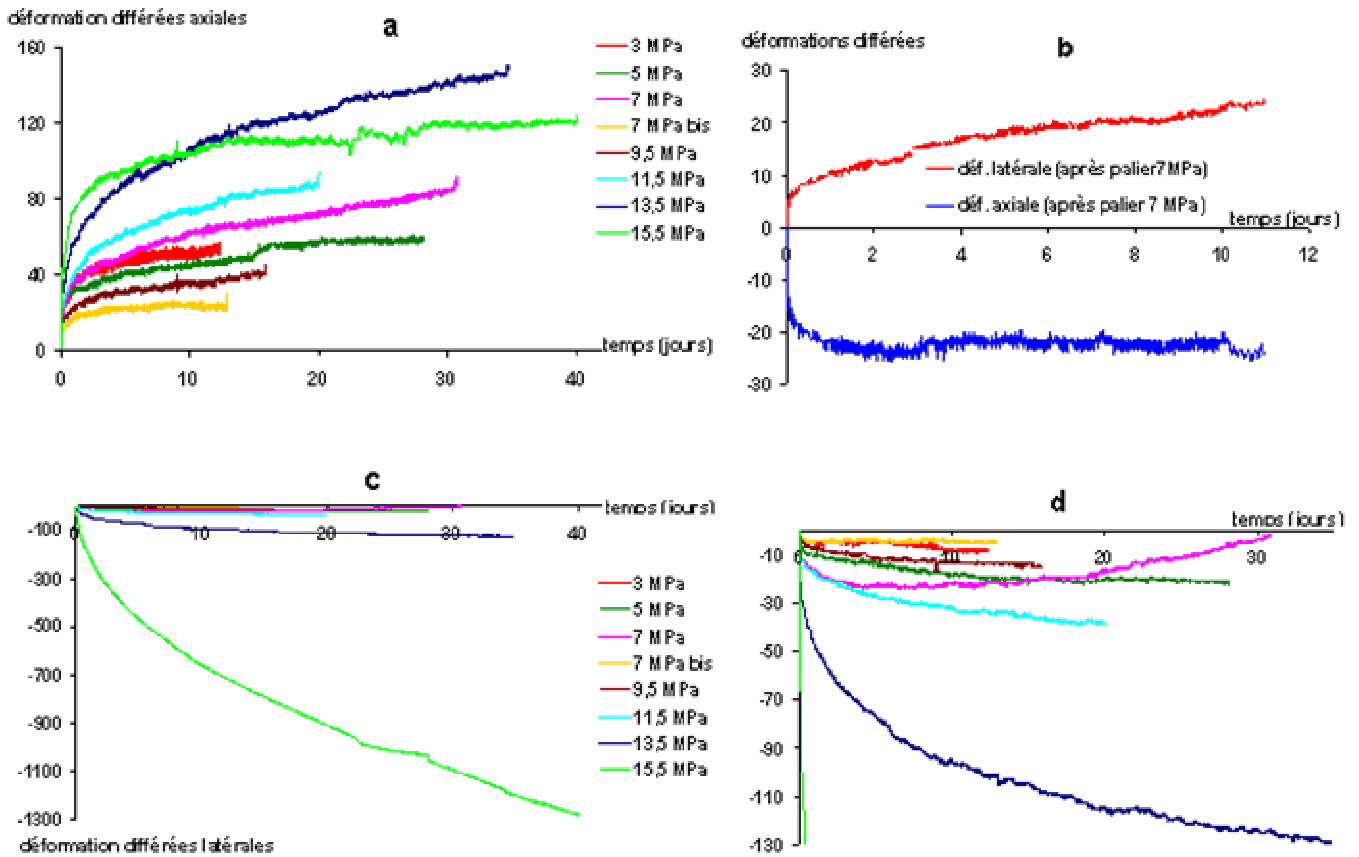 déformation différées axiales
a
160
120
80
40
0
0
10
20
30
40
temps (jours)
3 MPa
5 MPa
7 MPa
7 MPa bis
9,5 MPa
11,5 MPa
13,5 MPa
15,5 MPa
déformations différées
b
30
20
10
0
-10
-20
-30
déf. latérale (après palier 7 MPa)
déf. axiale (après palier 7 MPa)
temps (jours)
0
2
4
6
8
10
12
c
temps (jours)
0
10
20
30
40
-100
-300
-500
-700
-900
-1100
-1300
3 MPa
5 MPa
7 MPa
7 MPa bis
9,5 MPa
11,5 MPa
13,5 MPa
15,5 MPa
déformation différées latérales
d
temps (jours)
0
10
20
30
-10
-30
-50
-70
-90
-110
-130